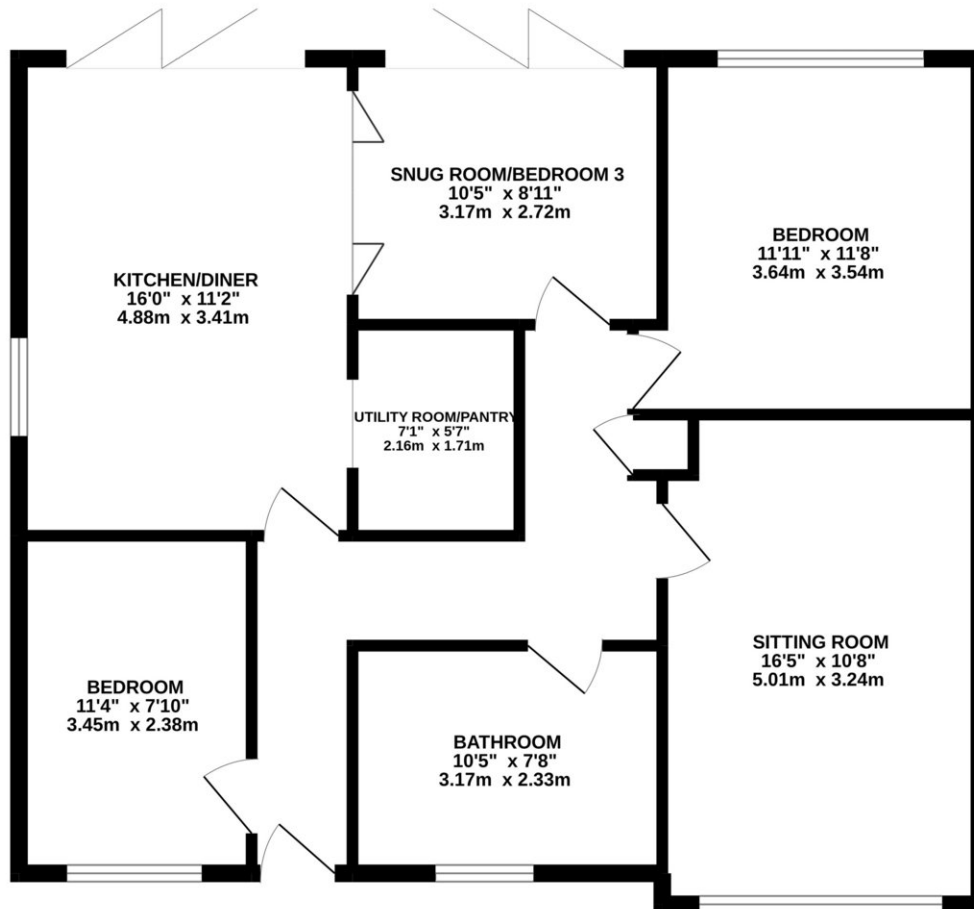 SNUG ROOM/BEDROOM 3
10'5" x 8'11"
3.17m x 2.72m
BEDROOM
11'11" x 11'8"
3.64m x 3.54m
KITCHEN/DINER
16'0" x 11'2"
4.88m x 3.41m
UTILITY ROOM/PANTRY
7'1" x 5'7"
2.16m x 1.71m
SITTING ROOM
16'5" x 10'8"
5.01m x 3.24m
BEDROOM
11'4" x 7'10"
3.45m x 2.38m
BATHROOM
10'5" x 7'8"
3.17m x 2.33m